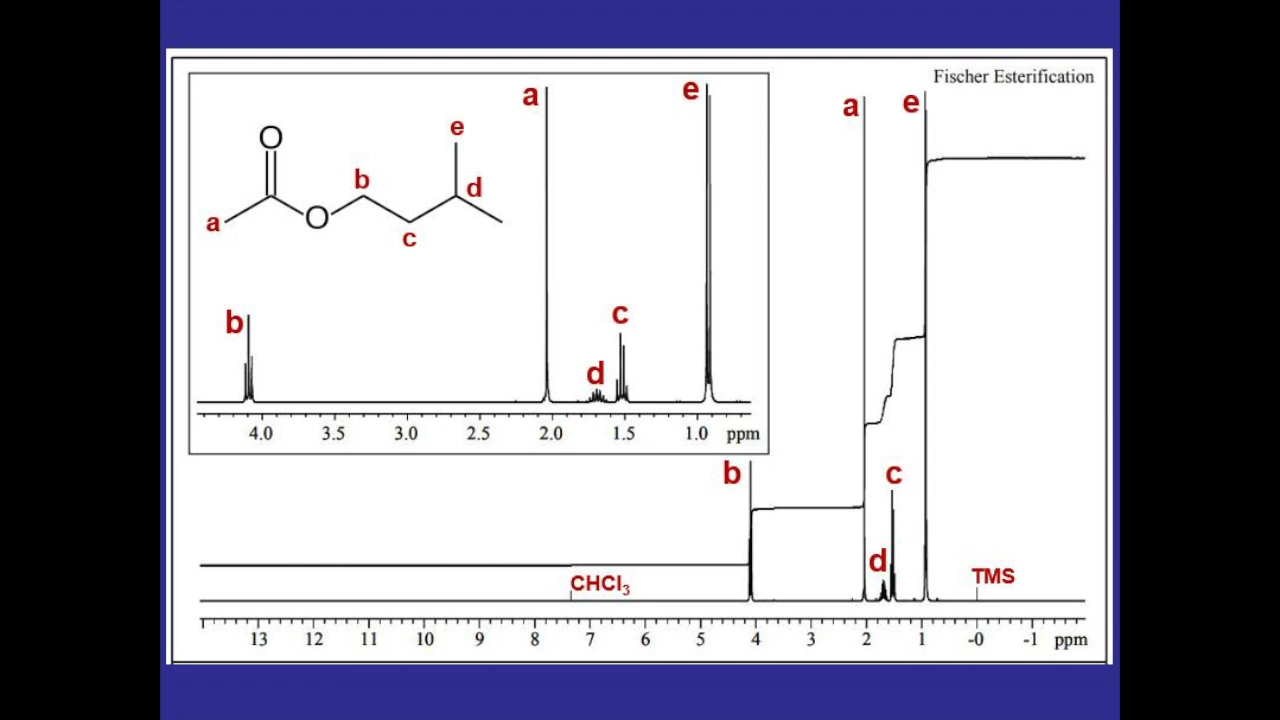 Fischer Esterification
a
e
a
e
O
e
b
d
a
O
c
b
c
d
4.0 3.5 3.0 2.5 2.0 1.5 1.0 ppm
b
c
d
CHCl₃
TMS
13 12 11 10 9 8 7 6 5 4 3 2 1 -0 -1 ppm